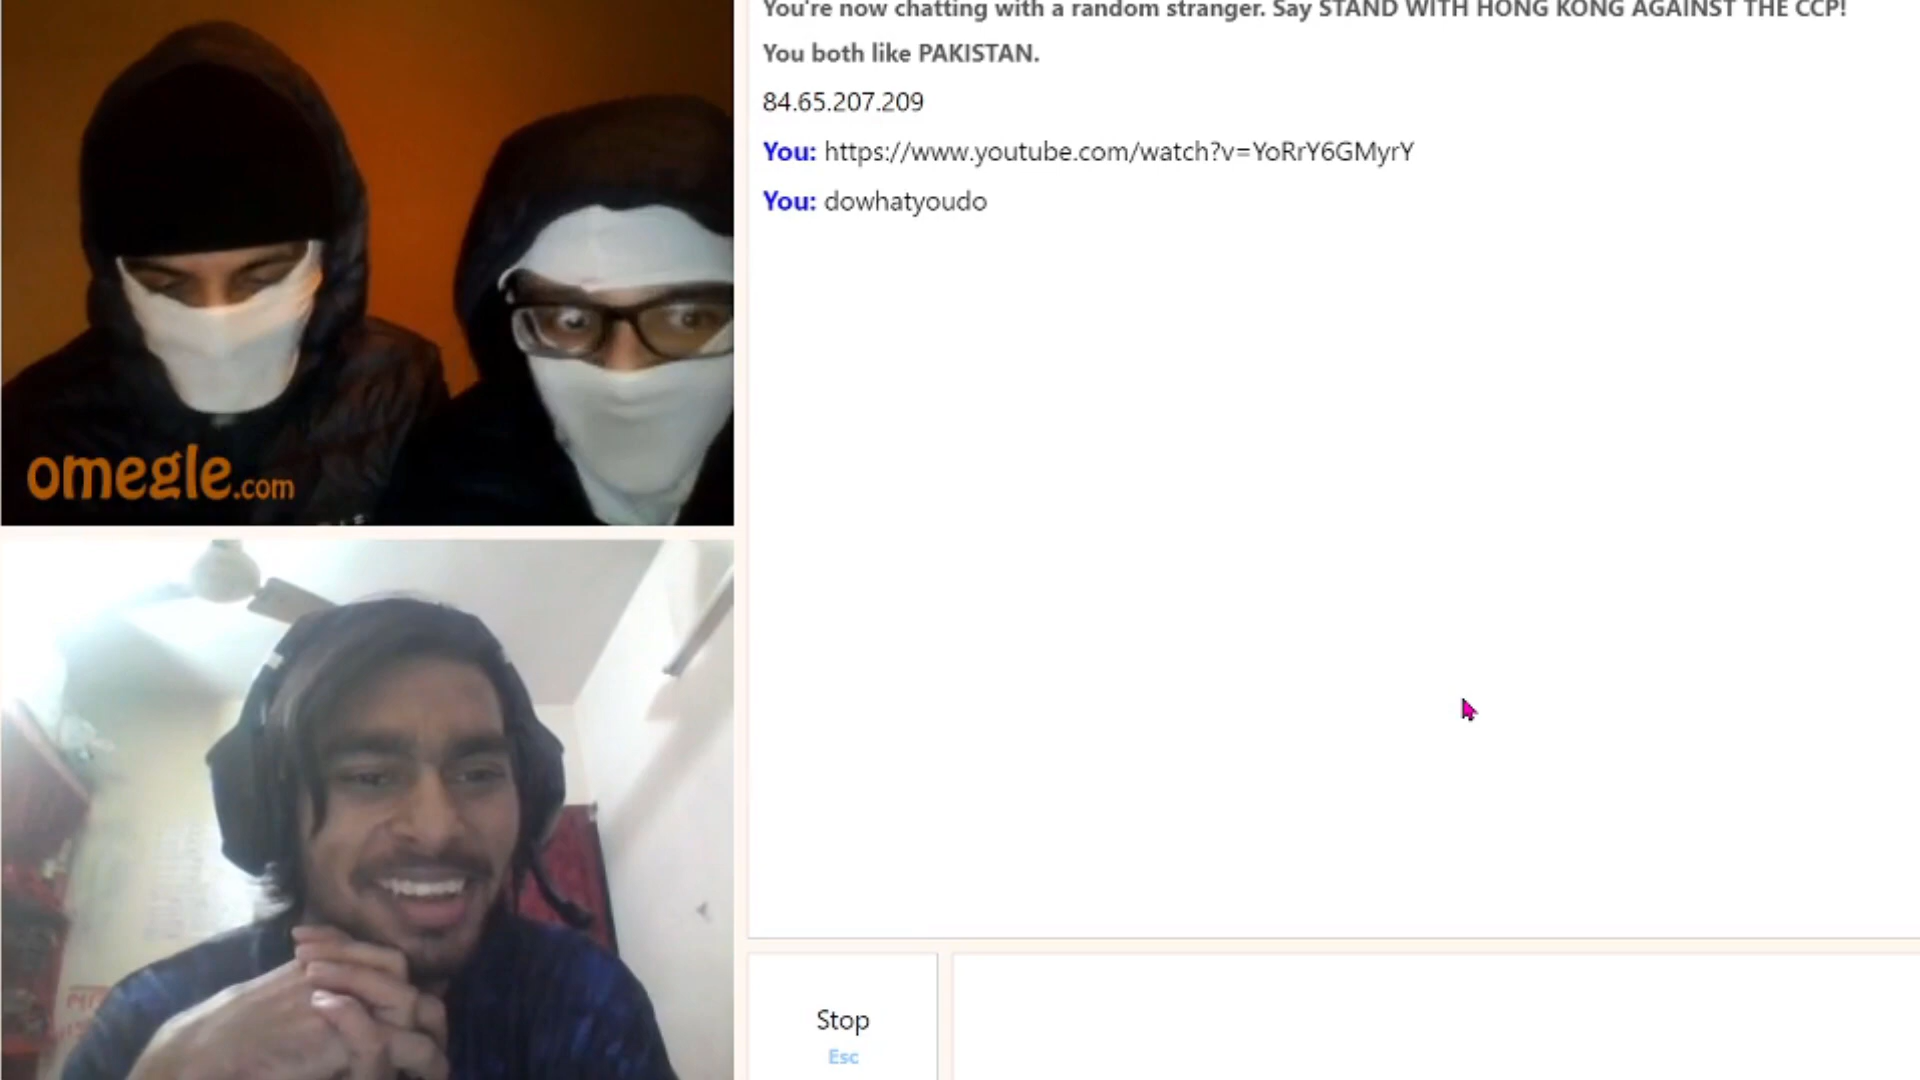 You're now chatting with a random stranger. Say STAND WITH HONG KONG AGAINST THE CCP!
You both like PAKISTAN.
84.65.207.209
You: https://www.youtube.com/watch?v=YoRrY6GMyrY
You: dowhatyoudo
omegle.com
Stop
Esc